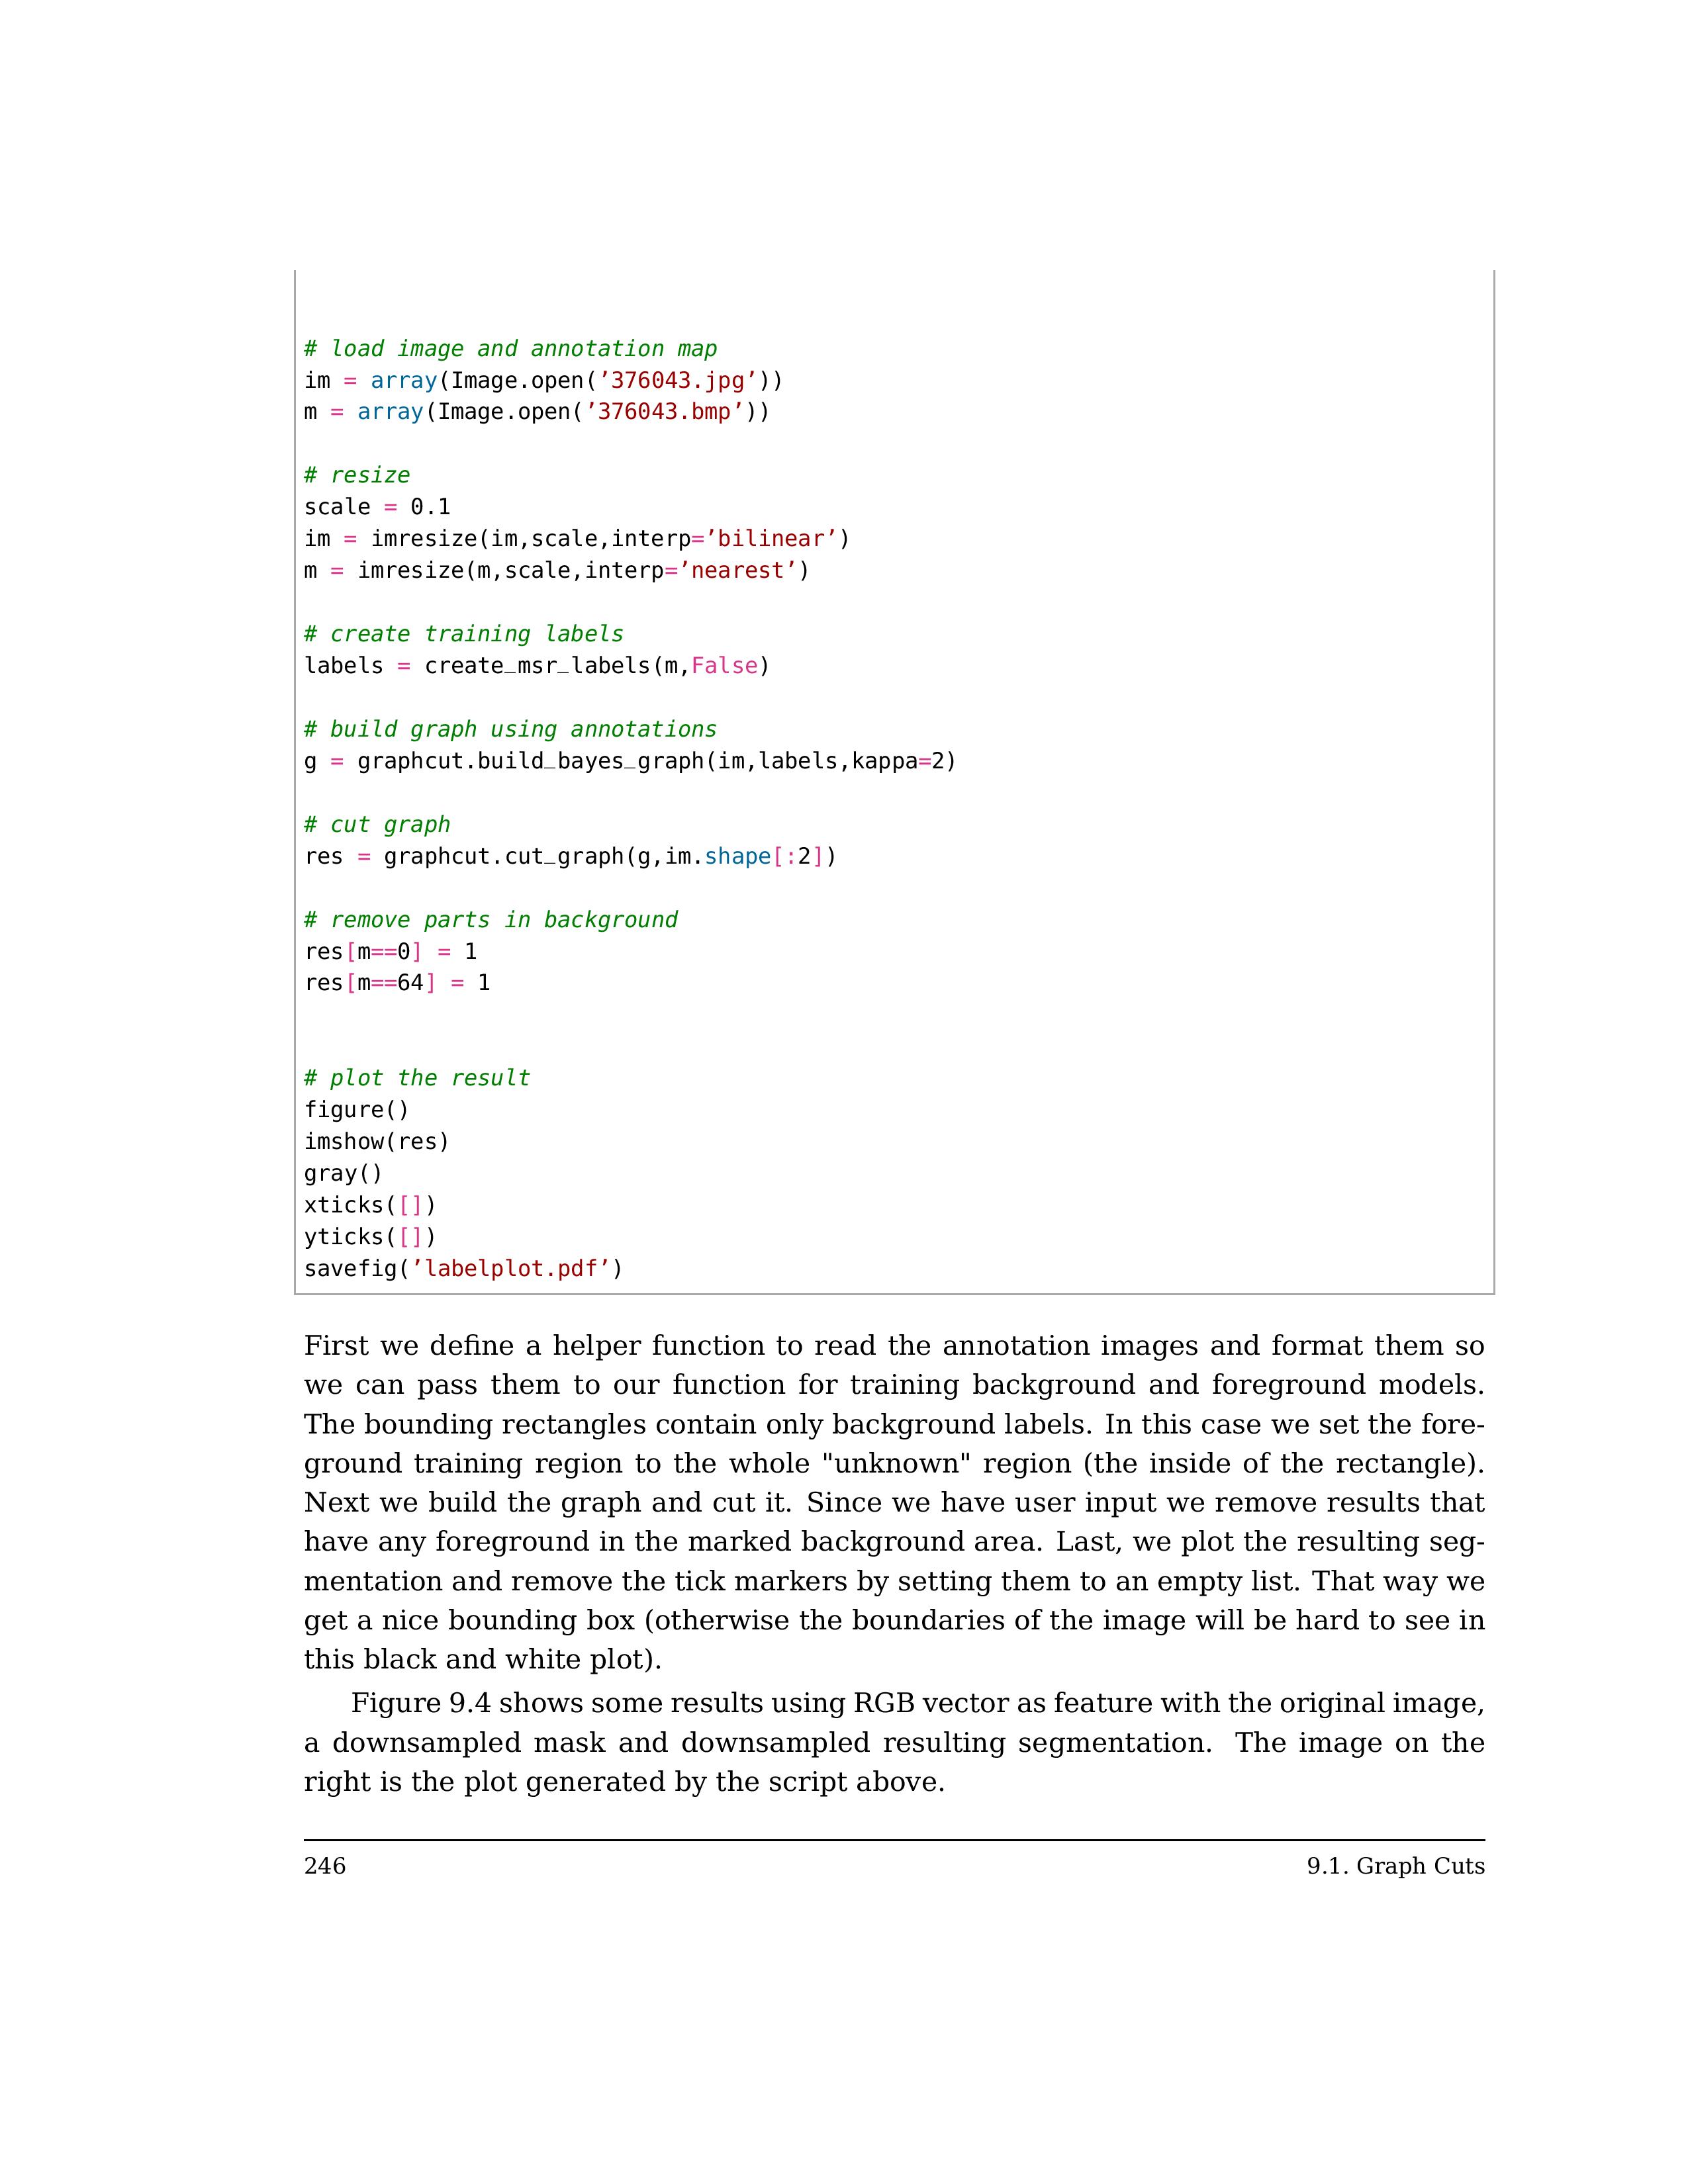 # load image and annotation map
im = array(Image.open(’376043.jpg’))
m = array(Image.open(’376043.bmp’))
# resize
scale = 0.1
im = imresize(im,scale,interp=’bilinear’)
m = imresize(m,scale,interp=’nearest’)
# create training labels
labels = create_msr_labels(m,False)
# build graph using annotations
g = graphcut.build_bayes_graph(im,labels,kappa=2)
# cut graph
res = graphcut.cut_graph(g,im.shape[:2])
# remove parts in background
res[m==0] = 1
res[m==64] = 1
# plot the result
figure()
imshow(res)
gray()
xticks([])
yticks([])
savefig(’labelplot.pdf’)
First we define a helper function to read the annotation images and format them so
we can pass them to our function for training background and foreground models.
The bounding rectangles contain only background labels. In this case we set the fore-
ground training region to the whole "unknown" region (the inside of the rectangle).
Next we build the graph and cut it. Since we have user input we remove results that
have any foreground in the marked background area. Last, we plot the resulting seg-
mentation and remove the tick markers by setting them to an empty list. That way we
get a nice bounding box (otherwise the boundaries of the image will be hard to see in
this black and white plot).
Figure 9.4 shows some results using RGB vector as feature with the original image,
a downsampled mask and downsampled resulting segmentation. The image on the
right is the plot generated by the script above.
246 9.1. Graph Cuts